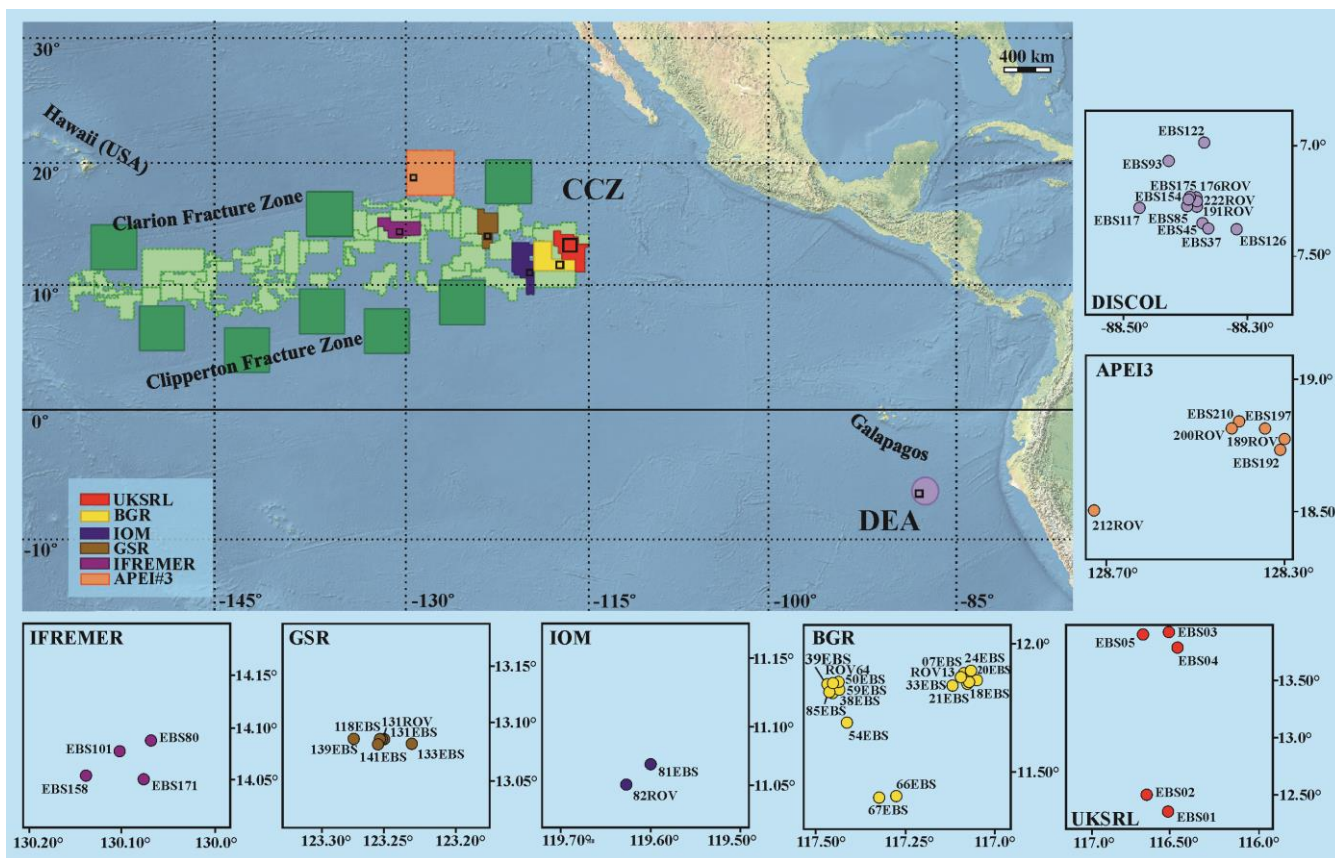 30°
400 km
Hawaii (USA)
20°
CCZ
Clarion Fracture Zone
10°
Clipperton Fracture Zone
0°
Galapagos
DEA
UKSRL
BGR
IOM
GSR
IFREMER
APEI#3
-10°
-145°
-130°
-115°
-100°
-85°
EBS122
7.0°
EBS93
EBS175
176ROV
EBS154
222ROV
191ROV
EBS117
EBS85
EBS45
EBS37
EBS126
7.50°
DISCOL
-88.50°
-88.30°
APEI3
19.0°
EBS210
EBS197
200ROV
189ROV
EBS192
18.50°
212ROV
128.70°
128.30°
IFREMER
14.15°
14.10°
EBS101
EBS80
14.05°
EBS158
EBS171
130.20°
130.10°
130.0°
GSR
13.15°
13.10°
118EBS
131ROV
131EBS
139EBS
141EBS
133EBS
13.05°
123.30°
123.25°
123.20°
IOM
11.15°
11.10°
81EBS
82ROV
11.05°
119.70°
119.60°
119.50°
BGR
12.0°
39EBS
ROV64
50EBS
59EBS
38EBS
85EBS
07EBS
24EBS
ROV13
20EBS
33EBS
18EBS
21EBS
54EBS
11.50°
66EBS
67EBS
117.50°
117.25°
117.0°
EBS05
EBS03
EBS04
13.50°
13.0°
EBS02
12.50°
EBS01
UKSRL
117.0°
116.50°
116.0°